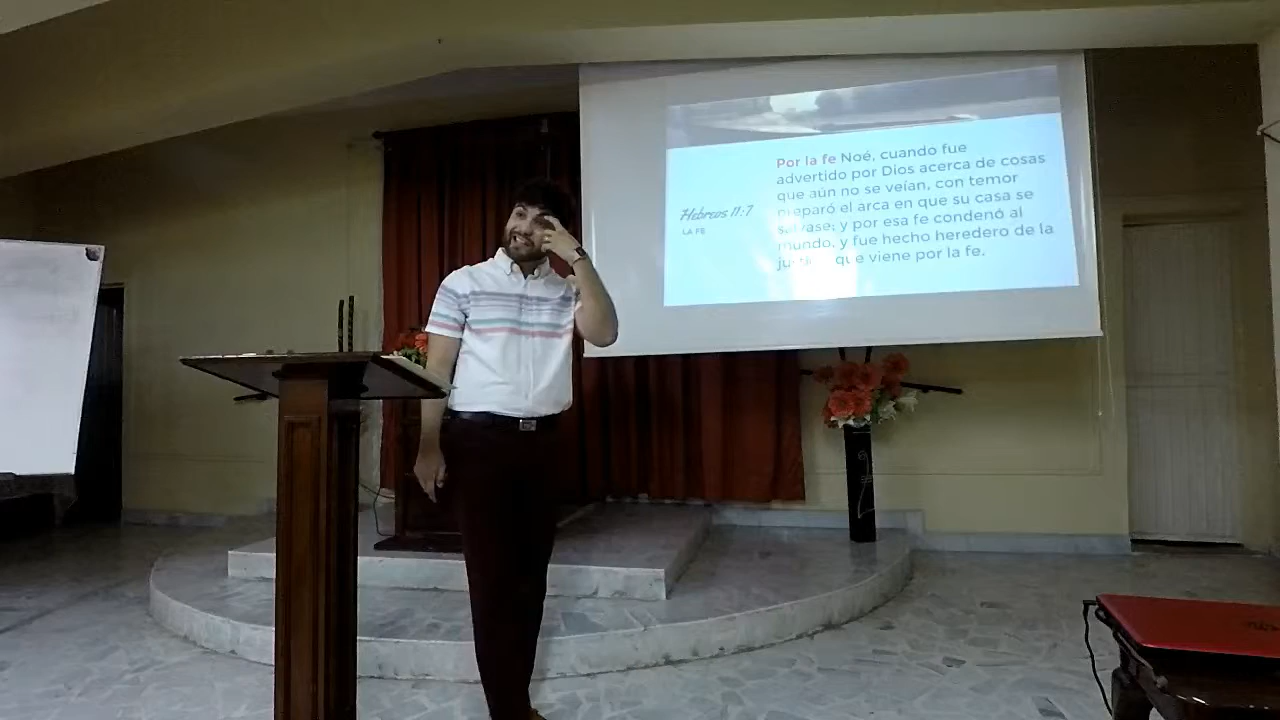 Hebreos 11:7
LA FE
Por la fe Noé, cuando fue
advertido por Dios acerca de cosas
que aún no se veían, con temor
preparó el arca en que su casa se
salvase; y por esa fe condenó al
mundo, y fue hecho heredero de la
justicia que viene por la fe.